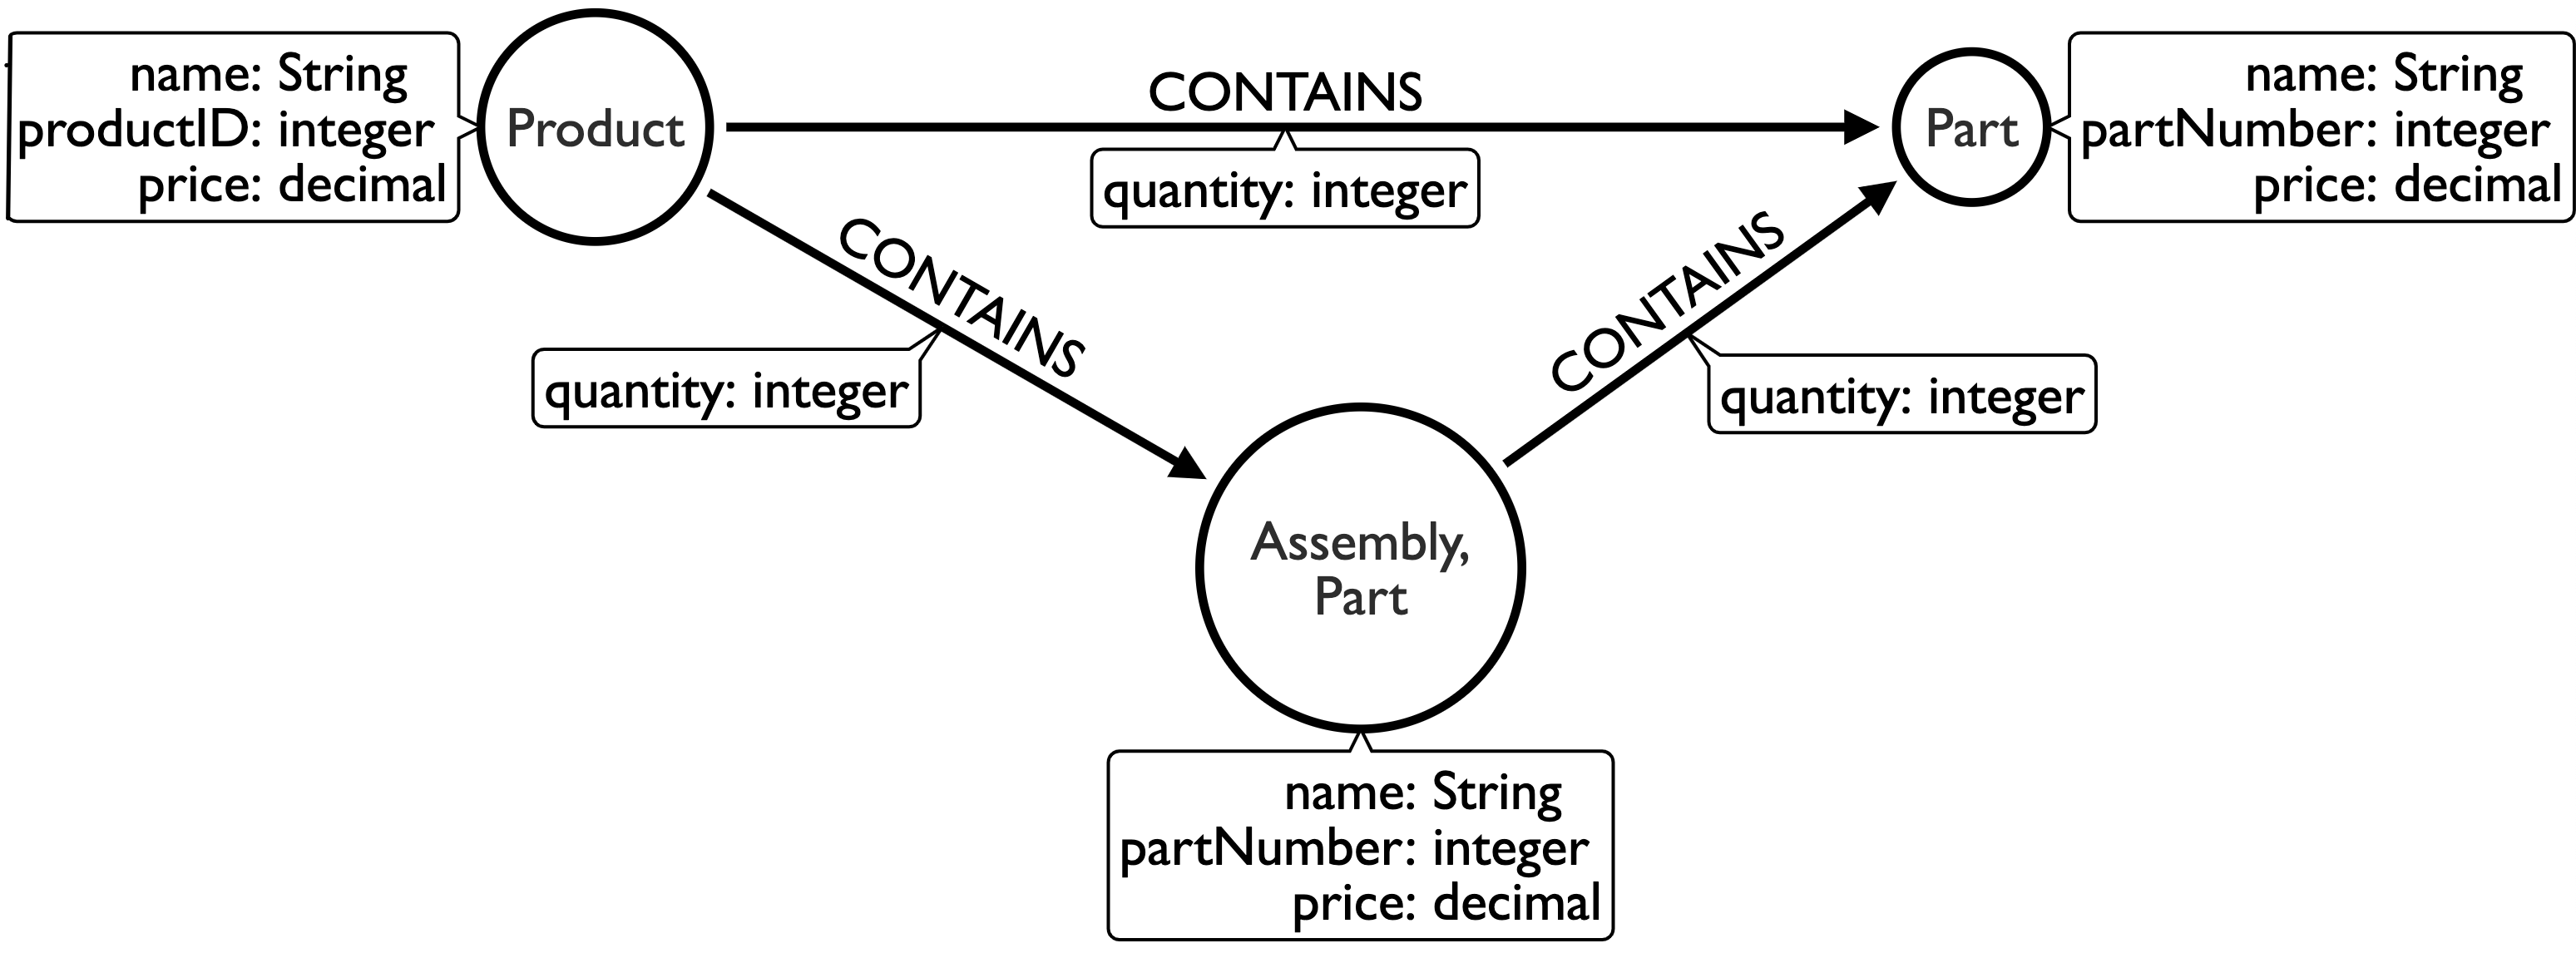 name: String
productID: integer
price: decimal
Product
CONTAINS
quantity: integer
Part
name: String
partNumber: integer
price: decimal
CONTAINS
quantity: integer
CONTAINS
quantity: integer
Assembly,
Part
name: String
partNumber: integer
price: decimal